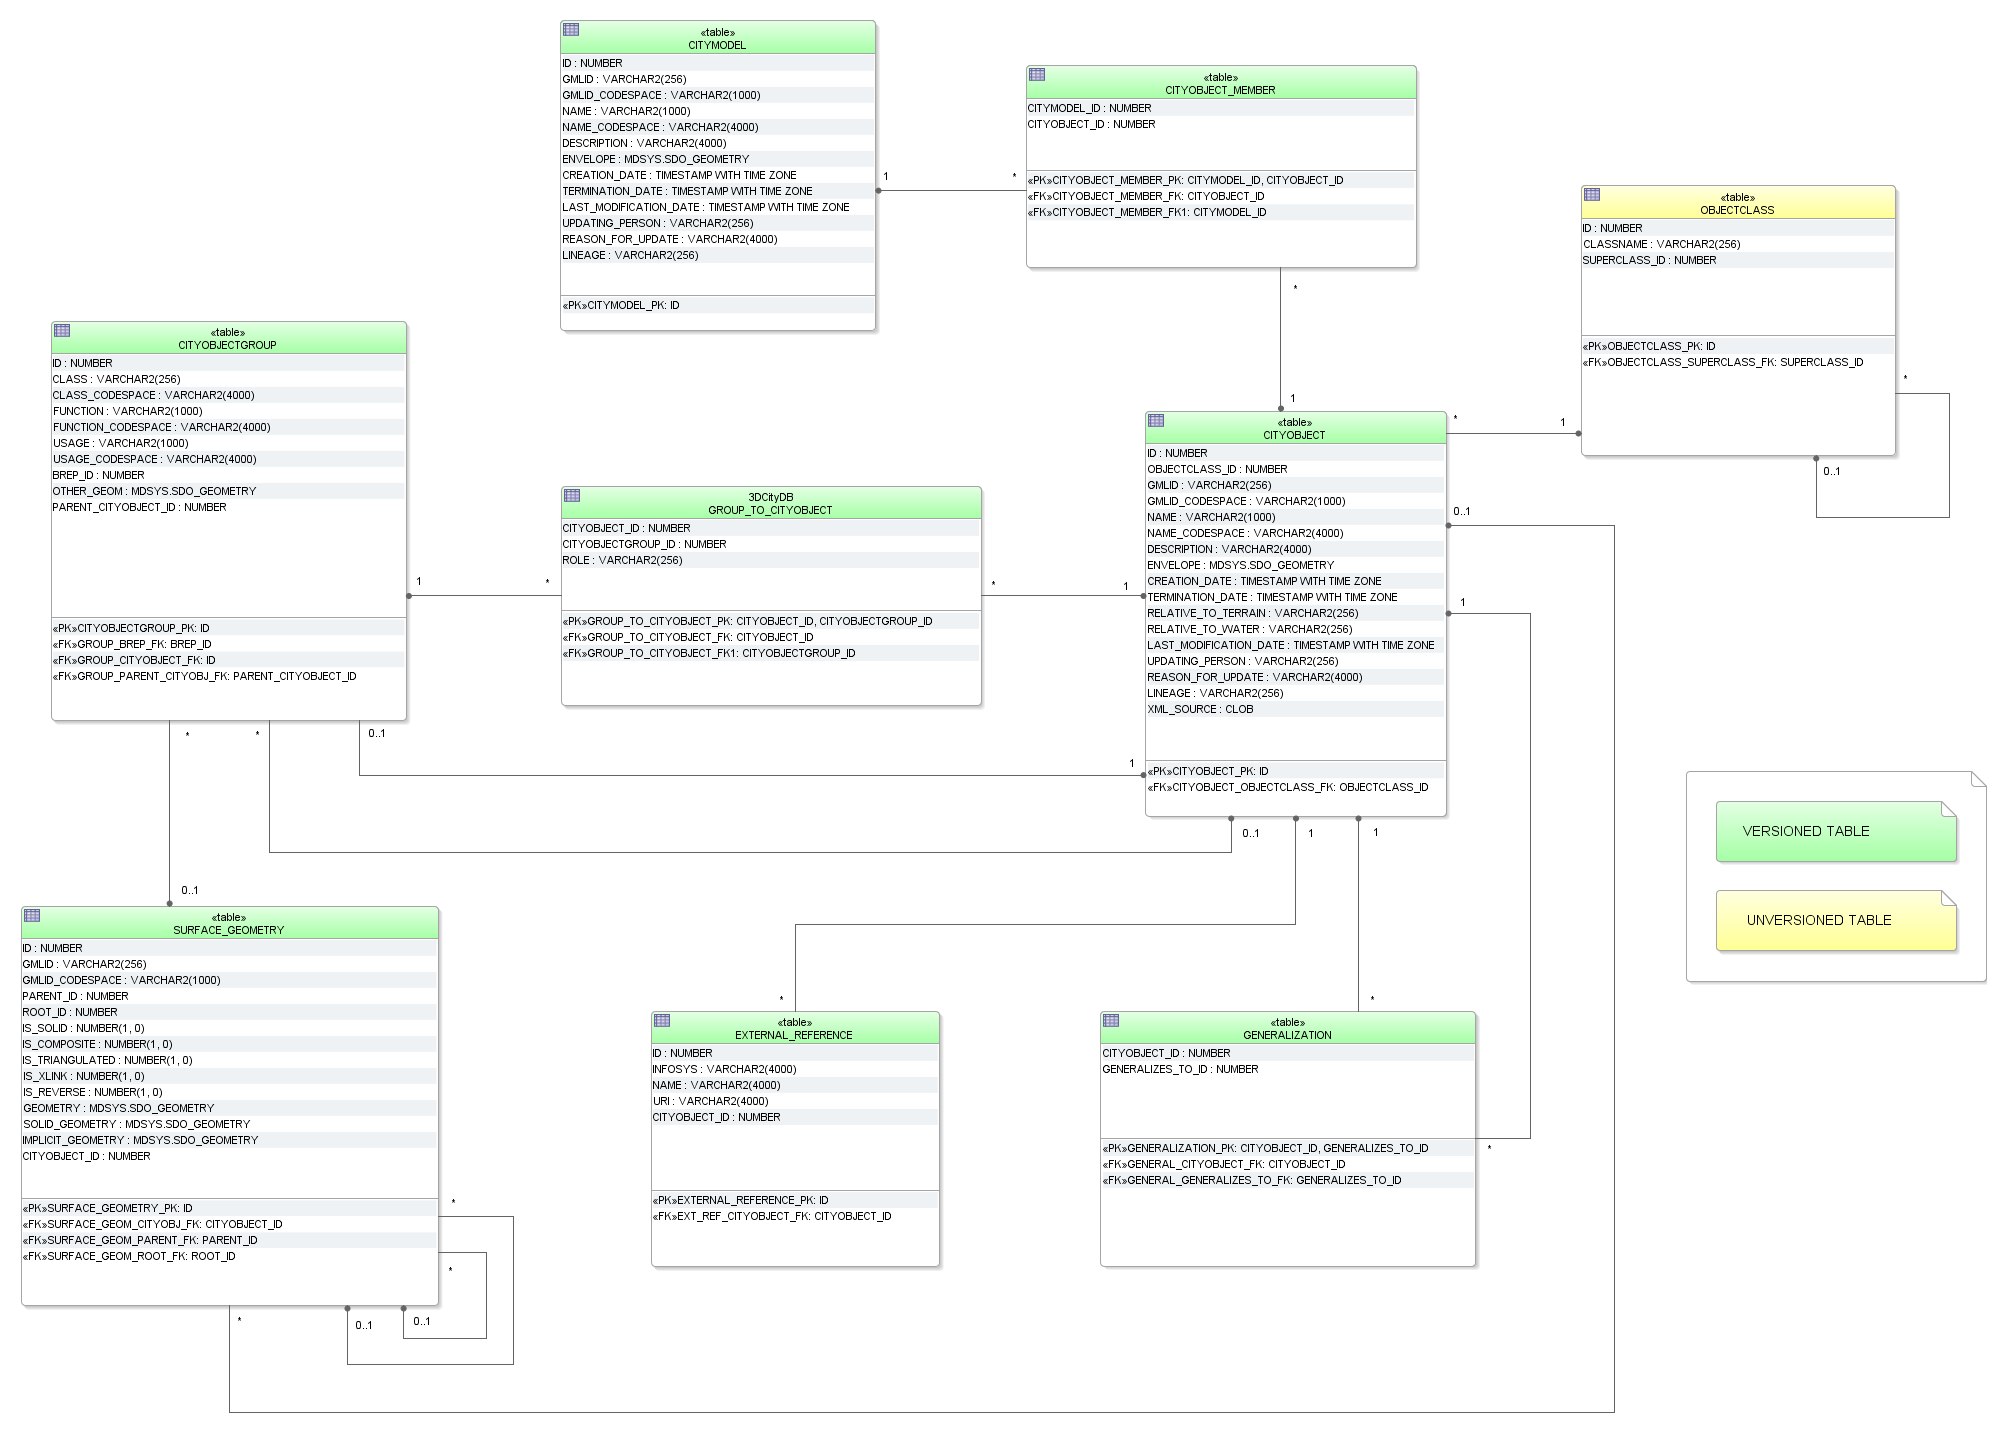 «table»
CITYMODEL
ID : NUMBER
GMLID : VARCHAR2(256)
GMLID_CODESPACE : VARCHAR2(1000)
NAME : VARCHAR2(1000)
NAME_CODESPACE : VARCHAR2(4000)
DESCRIPTION : VARCHAR2(4000)
ENVELOPE : MDSYS.SDO_GEOMETRY
CREATION_DATE : TIMESTAMP WITH TIME ZONE
TERMINATION_DATE : TIMESTAMP WITH TIME ZONE
LAST_MODIFICATION_DATE : TIMESTAMP WITH TIME ZONE
UPDATING_PERSON : VARCHAR2(256)
REASON_FOR_UPDATE : VARCHAR2(4000)
LINEAGE : VARCHAR2(256)
«PK»CITYMODEL_PK: ID
1
*
«table»
CITYOBJECT_MEMBER
CITYMODEL_ID : NUMBER
CITYOBJECT_ID : NUMBER
«PK»CITYOBJECT_MEMBER_PK: CITYMODEL_ID, CITYOBJECT_ID
«FK»CITYOBJECT_MEMBER_FK: CITYOBJECT_ID
«FK»CITYOBJECT_MEMBER_FK1: CITYMODEL_ID
*
1
«table»
OBJECTCLASS
ID : NUMBER
CLASSNAME : VARCHAR2(256)
SUPERCLASS_ID : NUMBER
«PK»OBJECTCLASS_PK: ID
«FK»OBJECTCLASS_SUPERCLASS_FK: SUPERCLASS_ID
*
0..1
«table»
CITYOBJECTGROUP
ID : NUMBER
CLASS : VARCHAR2(256)
CLASS_CODESPACE : VARCHAR2(4000)
FUNCTION : VARCHAR2(1000)
FUNCTION_CODESPACE : VARCHAR2(4000)
USAGE : VARCHAR2(1000)
USAGE_CODESPACE : VARCHAR2(4000)
BREP_ID : NUMBER
OTHER_GEOM : MDSYS.SDO_GEOMETRY
PARENT_CITYOBJECT_ID : NUMBER
«PK»CITYOBJECTGROUP_PK: ID
«FK»GROUP_BREP_FK: BREP_ID
«FK»GROUP_CITYOBJECT_FK: ID
«FK»GROUP_PARENT_CITYOBJ_FK: PARENT_CITYOBJECT_ID
1
*
3DCityDB
GROUP_TO_CITYOBJECT
CITYOBJECT_ID : NUMBER
CITYOBJECTGROUP_ID : NUMBER
ROLE : VARCHAR2(256)
«PK»GROUP_TO_CITYOBJECT_PK: CITYOBJECT_ID, CITYOBJECTGROUP_ID
«FK»GROUP_TO_CITYOBJECT_FK: CITYOBJECT_ID
«FK»GROUP_TO_CITYOBJECT_FK1: CITYOBJECTGROUP_ID
*
1
«table»
CITYOBJECT
ID : NUMBER
OBJECTCLASS_ID : NUMBER
GMLID : VARCHAR2(256)
GMLID_CODESPACE : VARCHAR2(1000)
NAME : VARCHAR2(1000)
NAME_CODESPACE : VARCHAR2(4000)
DESCRIPTION : VARCHAR2(4000)
ENVELOPE : MDSYS.SDO_GEOMETRY
CREATION_DATE : TIMESTAMP WITH TIME ZONE
TERMINATION_DATE : TIMESTAMP WITH TIME ZONE
RELATIVE_TO_TERRAIN : VARCHAR2(256)
RELATIVE_TO_WATER : VARCHAR2(256)
LAST_MODIFICATION_DATE : TIMESTAMP WITH TIME ZONE
UPDATING_PERSON : VARCHAR2(256)
REASON_FOR_UPDATE : VARCHAR2(4000)
LINEAGE : VARCHAR2(256)
XML_SOURCE : CLOB
«PK»CITYOBJECT_PK: ID
«FK»CITYOBJECT_OBJECTCLASS_FK: OBJECTCLASS_ID
*
1
0..1
1
*
*
0..1
1
0..1
1
1
VERSIONED TABLE
UNVERSIONED TABLE
0..1
«table»
SURFACE_GEOMETRY
ID : NUMBER
GMLID : VARCHAR2(256)
GMLID_CODESPACE : VARCHAR2(1000)
PARENT_ID : NUMBER
ROOT_ID : NUMBER
IS_SOLID : NUMBER(1, 0)
IS_COMPOSITE : NUMBER(1, 0)
IS_TRIANGULATED : NUMBER(1, 0)
IS_XLINK : NUMBER(1, 0)
IS_REVERSE : NUMBER(1, 0)
GEOMETRY : MDSYS.SDO_GEOMETRY
SOLID_GEOMETRY : MDSYS.SDO_GEOMETRY
IMPLICIT_GEOMETRY : MDSYS.SDO_GEOMETRY
CITYOBJECT_ID : NUMBER
«PK»SURFACE_GEOMETRY_PK: ID
«FK»SURFACE_GEOM_CITYOBJ_FK: CITYOBJECT_ID
«FK»SURFACE_GEOM_PARENT_FK: PARENT_ID
«FK»SURFACE_GEOM_ROOT_FK: ROOT_ID
*
*
*
0..1
0..1
*
«table»
EXTERNAL_REFERENCE
ID : NUMBER
INFOSYS : VARCHAR2(4000)
NAME : VARCHAR2(4000)
URI : VARCHAR2(4000)
CITYOBJECT_ID : NUMBER
«PK»EXTERNAL_REFERENCE_PK: ID
«FK»EXT_REF_CITYOBJECT_FK: CITYOBJECT_ID
*
«table»
GENERALIZATION
CITYOBJECT_ID : NUMBER
GENERALIZES_TO_ID : NUMBER
«PK»GENERALIZATION_PK: CITYOBJECT_ID, GENERALIZES_TO_ID
«FK»GENERAL_CITYOBJECT_FK: CITYOBJECT_ID
«FK»GENERAL_GENERALIZES_TO_FK: GENERALIZES_TO_ID
*